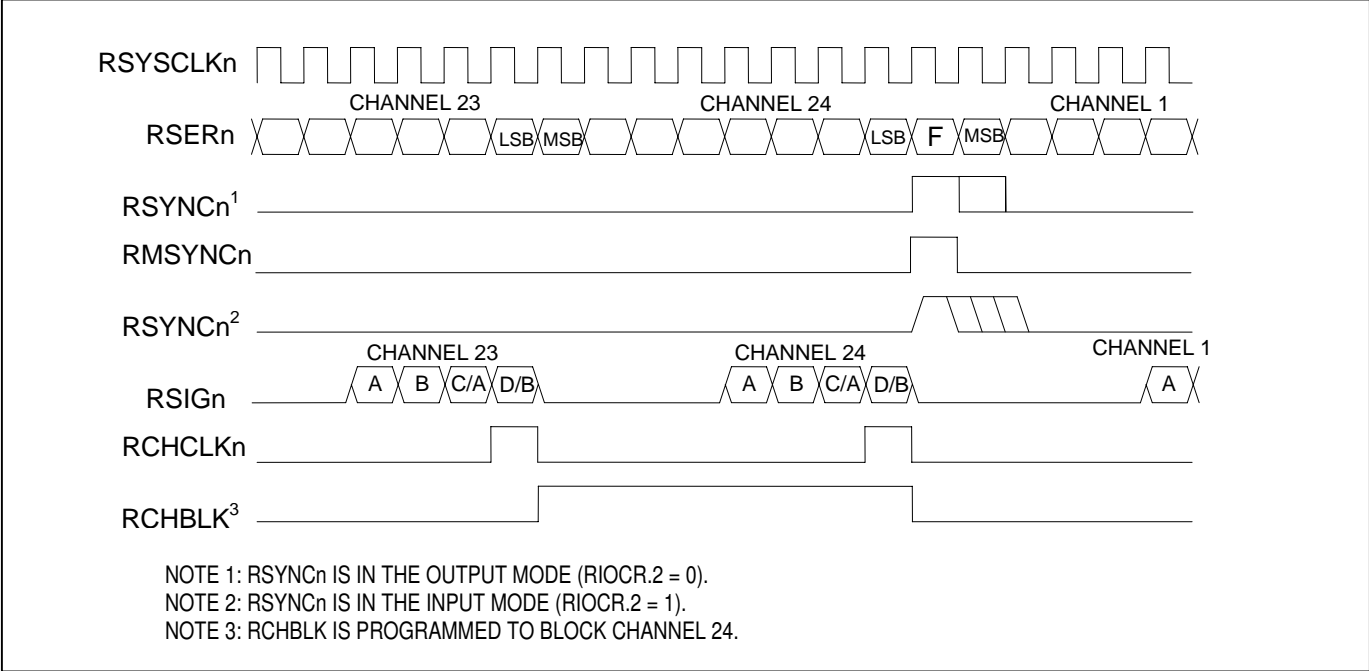 RSYSCLKn
CHANNEL 23 CHANNEL 24 CHANNEL 1
RSERn LSB MSB LSB F MSB
RSYNCn¹
RMSYNCn
RSYNCn²
CHANNEL 23 CHANNEL 24 CHANNEL 1
RSIGn A B C/A D/B A B C/A D/B A
RCHCLKn
RCHBLK³
NOTE 1: RSYNCn IS IN THE OUTPUT MODE (RIOCR.2 = 0).
NOTE 2: RSYNCn IS IN THE INPUT MODE (RIOCR.2 = 1).
NOTE 3: RCHBLK IS PROGRAMMED TO BLOCK CHANNEL 24.